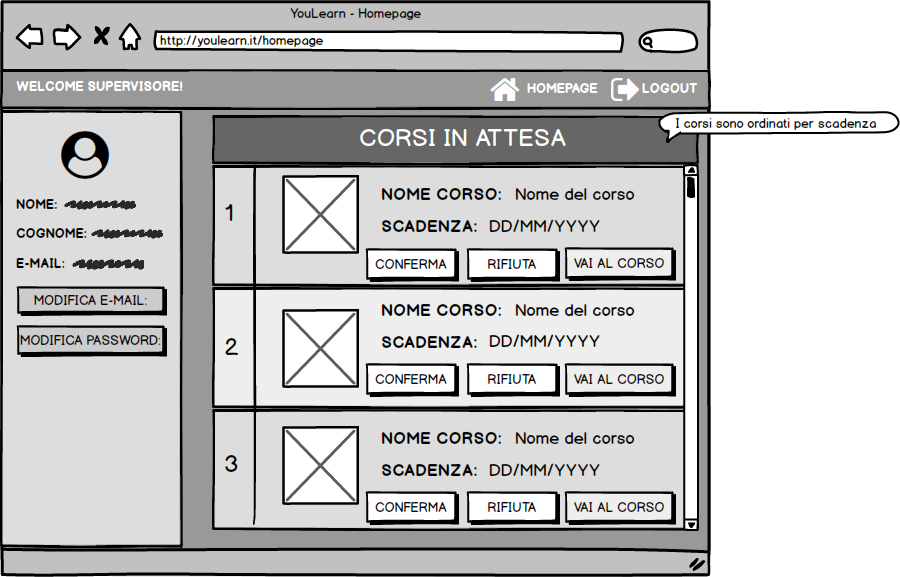 YouLearn - Homepage
http://youlearn.it/homepage
WELCOME SUPERVISORE!
HOMEPAGE
LOGOUT
I corsi sono ordinati per scadenza
NOME:
COGNOME:
E-MAIL:
MODIFICA E-MAIL:
MODIFICA PASSWORD:
CORSI IN ATTESA
1
NOME CORSO: Nome del corso
SCADENZA: DD/MM/YYYY
CONFERMA RIFIUTA VAI AL CORSO
2
NOME CORSO: Nome del corso
SCADENZA: DD/MM/YYYY
CONFERMA RIFIUTA VAI AL CORSO
3
NOME CORSO: Nome del corso
SCADENZA: DD/MM/YYYY
CONFERMA RIFIUTA VAI AL CORSO